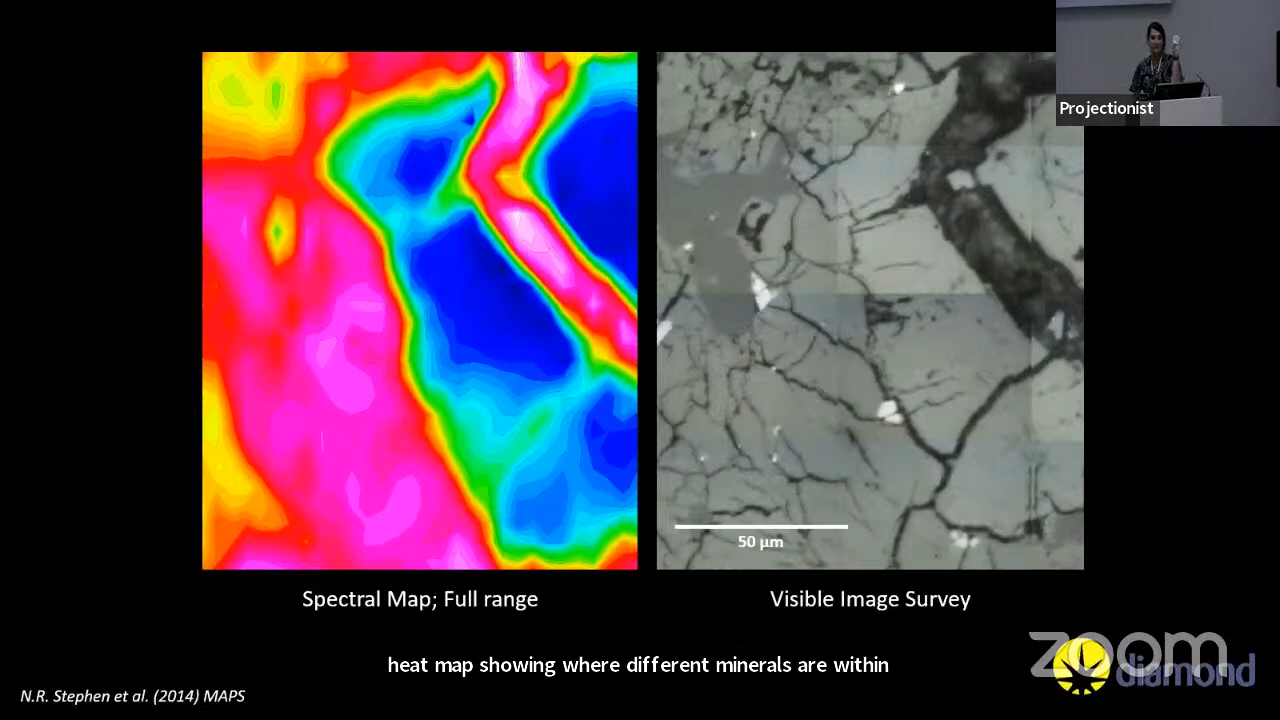 Projectionist
50 µm
Spectral Map; Full range
Visible Image Survey
heat map showing where different minerals are within
zoom
diamond
N.R. Stephen et al. (2014) MAPS